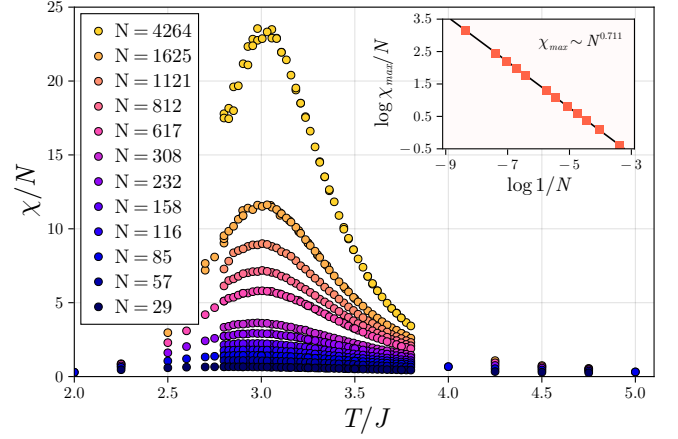 25
20
15
10
5
0
χ/N
N = 4264
N = 1625
N = 1121
N = 812
N = 617
N = 308
N = 232
N = 158
N = 116
N = 85
N = 57
N = 29
3.5
2.5
1.5
0.5
−0.5
log χ_max/N
χ_max ∼ N^0.711
−9 −7 −5 −3
log 1/N
2.0 2.5 3.0 3.5 4.0 4.5 5.0
T/J